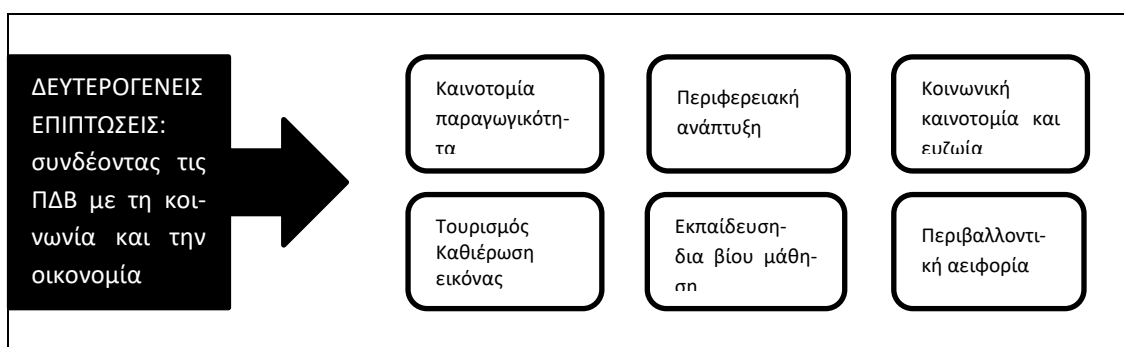 ΔΕΥΤΕΡΟΓΕΝΕΙΣ
ΕΠΙΠΤΩΣΕΙΣ:
συνδέοντας τις
ΠΔΒ με τη κοι-
νωνία και την
οικονομία
Καινοτομία
παραγωγικότη-
τα
Περιφερειακή
ανάπτυξη
Κοινωνική
καινοτομία και
ευζωία
Τουρισμός
Καθιέρωση
εικόνας
Εκπαίδευση-
δια βίου μάθη-
ση
Περιβαλλοντι-
κή αειφορία